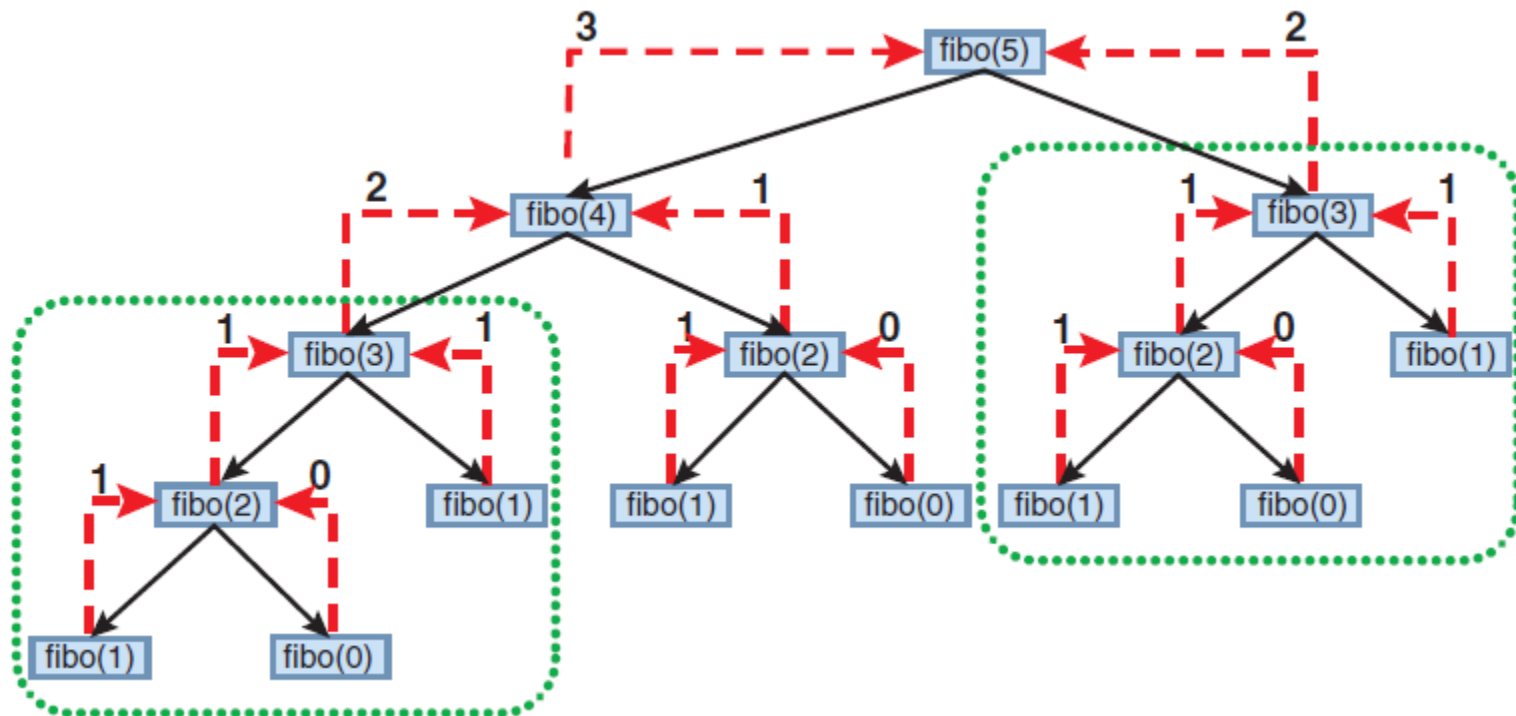 3 fibo(5) 2
2 fibo(4) 1 1 fibo(3) 1
1 fibo(3) 1 1 fibo(2) 0 1 fibo(2) 0 fibo(1)
1 fibo(2) 0 fibo(1) fibo(1) fibo(0) fibo(1) fibo(0)
fibo(1) fibo(0)